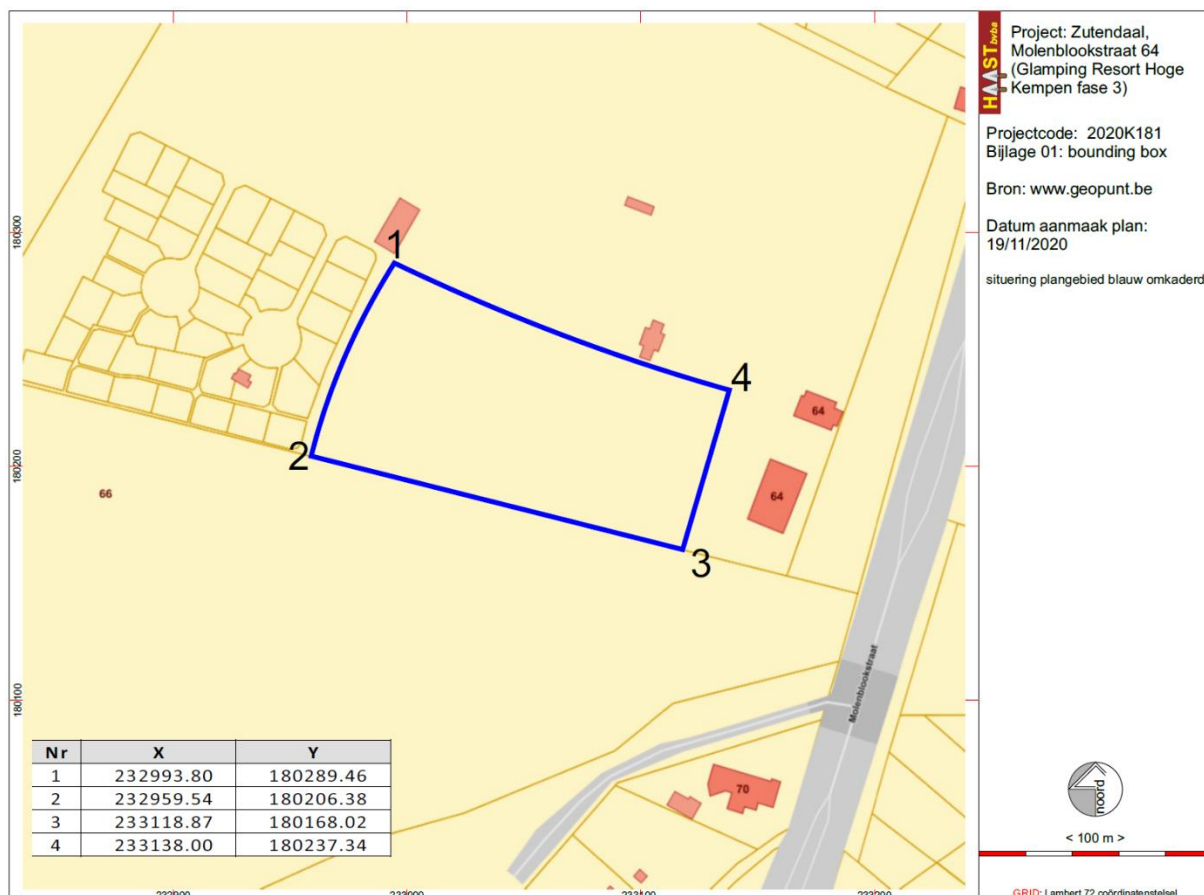 HAAST bvba
Project: Zutendaal,
Molenblookstraat 64
(Glamping Resort Hoge
Kempen fase 3)
Projectcode: 2020K181
Bijlage 01: bounding box
Bron: www.geopunt.be
Datum aanmaak plan:
19/11/2020
situering plangebied blauw omkaderd
180300
180200
180100
1
4
2
3
64
64
66
70
Molenblookstraat
Nr X Y
1 232993.80 180289.46
2 232959.54 180206.38
3 233118.87 180168.02
4 233138.00 180237.34
noord
< 100 m >
GRID: Lambert 72 coördinatenstelsel